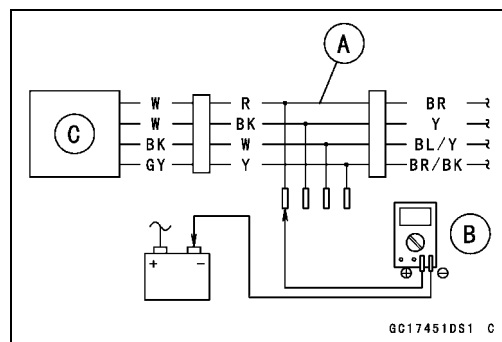 A
W R BR
W BK Y
C
BK W BL/Y
GY Y BR/BK
B
+ -
⊕ ⊖
GC17451DS1 C